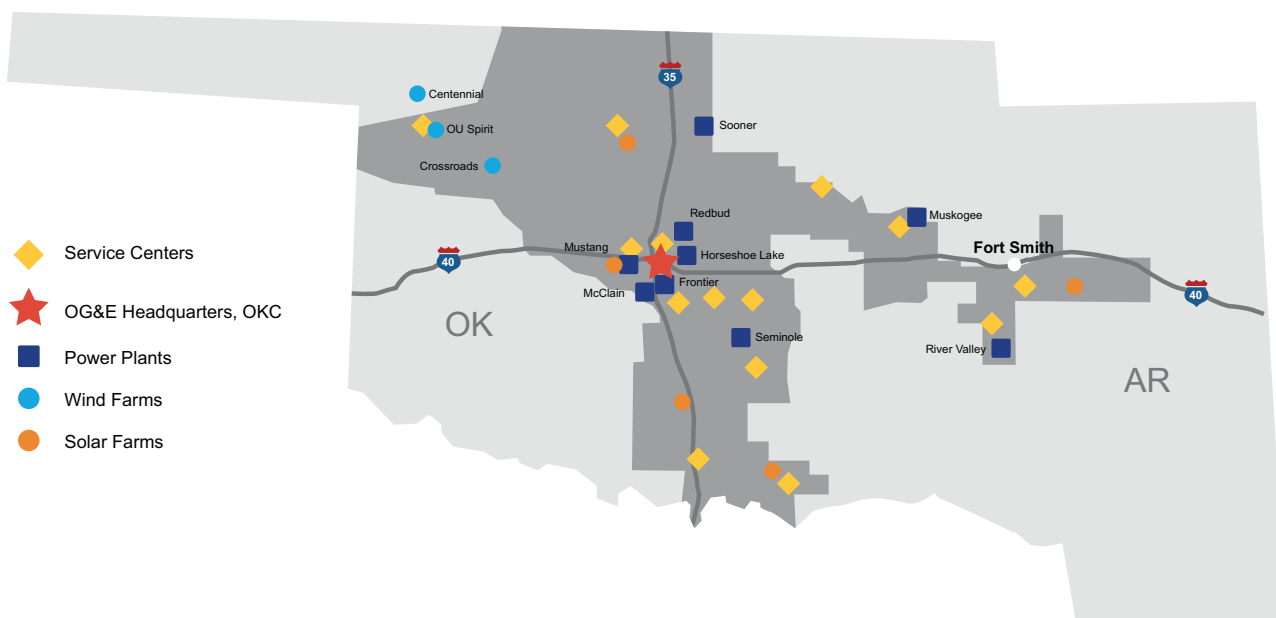 35
Centennial
OU Spirit
Sooner
Crossroads
Redbud
Muskogee
Mustang
Horseshoe Lake
Fort Smith
40
Service Centers
McClain
Frontier
40
OG&E Headquarters, OKC
OK
Seminole
River Valley
Power Plants
AR
Wind Farms
Solar Farms